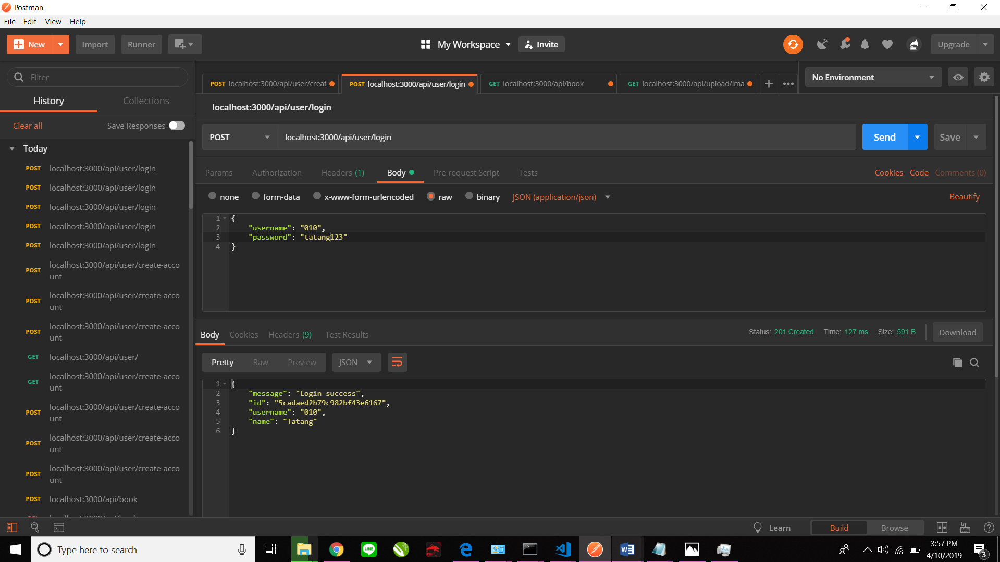 Postman
File Edit View Help
New Import Runner My Workspace Invite Upgrade
Filter
History Collections
Clear all Save Responses
Today
POST localhost:3000/api/user/login
POST localhost:3000/api/user/login
POST localhost:3000/api/user/login
POST localhost:3000/api/user/login
POST localhost:3000/api/user/login
POST localhost:3000/api/user/create-acco
unt
POST localhost:3000/api/user/create-acco
unt
POST localhost:3000/api/user/create-acco
unt
GET localhost:3000/api/user/
GET localhost:3000/api/user/create-acco
unt
POST localhost:3000/api/user/create-acco
unt
POST localhost:3000/api/user/create-acco
unt
POST localhost:3000/api/user/create-acco
unt
POST localhost:3000/api/book
POST localhost:3000/api/user/creat POST localhost:3000/api/user/login GET localhost:3000/api/book GET localhost:3000/api/upload/ima No Environment
localhost:3000/api/user/login
POST localhost:3000/api/user/login Send Save
Params Authorization Headers (1) Body Pre-request Script Tests Cookies Code Comments (0)
none form-data x-www-form-urlencoded raw binary JSON (application/json) Beautify
1 {
2 "username": "010",
3 "password": "tatang123"
4 }
Body Cookies Headers (9) Test Results Status: 201 Created Time: 127 ms Size: 591 B Download
Pretty Raw Preview JSON
1 {
2 "message": "Login success",
3 "id": "5cadaed2b79c982bf43e6167",
4 "username": "010",
5 "name": "Tatang"
6 }
Learn Build Browse
Type here to search
LINE
3:57 PM
4/10/2019
3